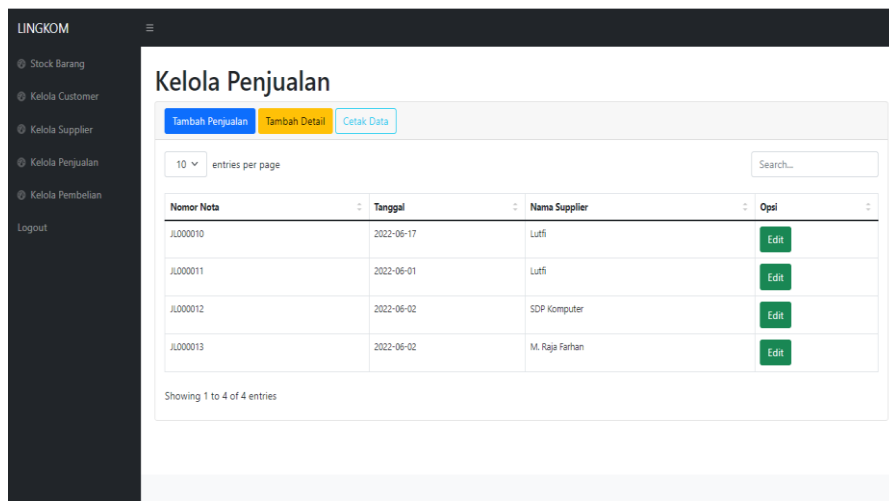 LINGKOM
Stock Barang
Kelola Customer
Kelola Supplier
Kelola Penjualan
Kelola Pembelian
Logout
Kelola Penjualan
Tambah Penjualan Tambah Detail Cetak Data
10 entries per page Search...
Nomor Nota Tanggal Nama Supplier Opsi
JL000010 2022-06-17 Lutfi Edit
JL000011 2022-06-01 Lutfi Edit
JL000012 2022-06-02 SDP Komputer Edit
JL000013 2022-06-02 M. Raja Farhan Edit
Showing 1 to 4 of 4 entries